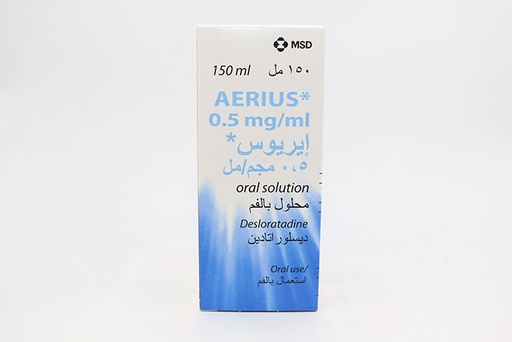 MSD
150 ml ١٥٠ مل
AERIUS*
0.5 mg/ml
إيريوس*
٠,٥ مجم/مل
oral solution
محلول بالفم
Desloratadine
ديسلوراتادين
Oral use/
استعمال بالفم